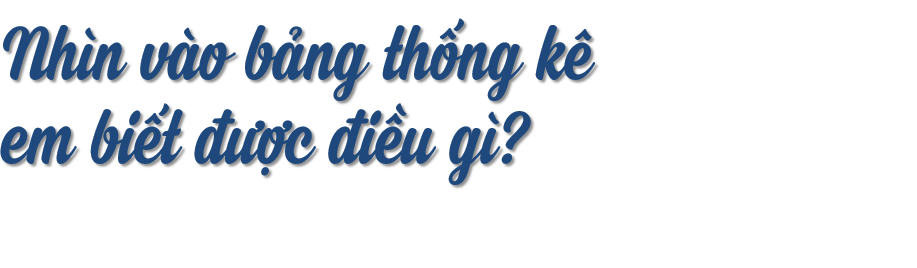 Nhìn vào bảng thống kê
em biết được điều gì?